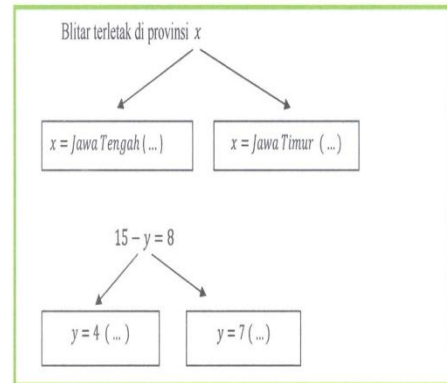 Blitar terletak di provinsi x
x = Jawa Tengah (...)
x = Jawa Timur (...)
15 − y = 8
y = 4 (...)
y = 7 (...)